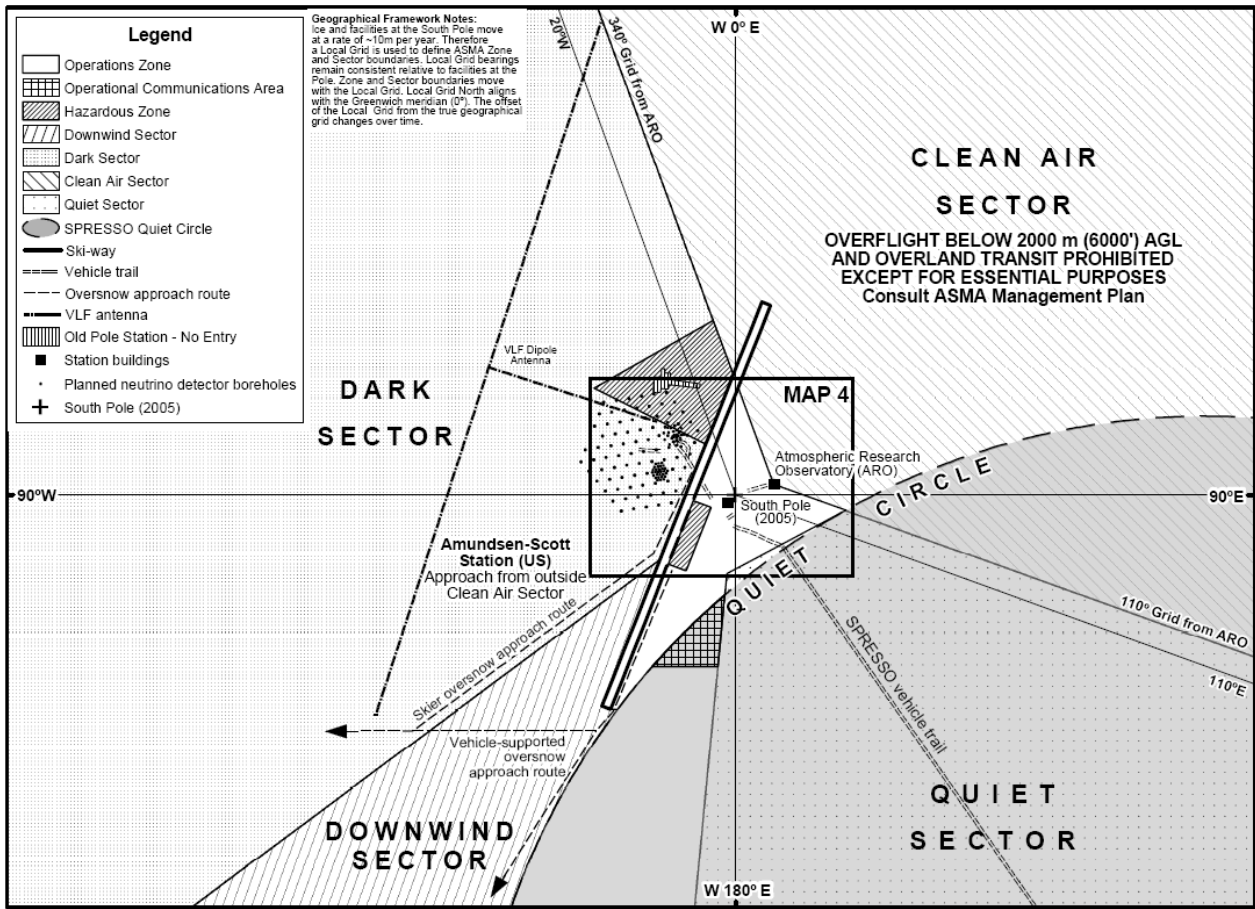 Legend
Operations Zone
Operational Communications Area
Hazardous Zone
Downwind Sector
Dark Sector
Clean Air Sector
Quiet Sector
SPRESSO Quiet Circle
Ski-way
Vehicle trail
Oversnow approach route
VLF antenna
Old Pole Station - No Entry
Station buildings
Planned neutrino detector boreholes
South Pole (2005)
Geographical Framework Notes:
Ice and facilities at the South Pole move
at a rate of ~10m per year. Therefore
a Local Grid is used to define ASMA Zone
and Sector boundaries. Local Grid bearings
remain consistent relative to facilities at the
Pole. Zone and Sector boundaries move
with the Local Grid. Local Grid North aligns
with the Greenwich meridian (0°). The offset
of the Local Grid from the true geographical
grid changes over time.
20°W
340° Grid from ARO
W 0° E
CLEAN AIR
SECTOR
OVERFLIGHT BELOW 2000 m (6000') AGL
AND OVERLAND TRANSIT PROHIBITED
EXCEPT FOR ESSENTIAL PURPOSES
Consult ASMA Management Plan
VLF Dipole
Antenna
DARK
SECTOR
MAP 4
Atmospheric Research
Observatory (ARO)
90°W
South Pole
(2005)
90°E
QUIET CIRCLE
Amundsen-Scott
Station (US)
Approach from outside
Clean Air Sector
110° Grid from ARO
110°E
SPRESSO vehicle trail
Skier oversnow approach route
Vehicle-supported
oversnow
approach route
QUIET
SECTOR
DOWNWIND
SECTOR
W 180° E